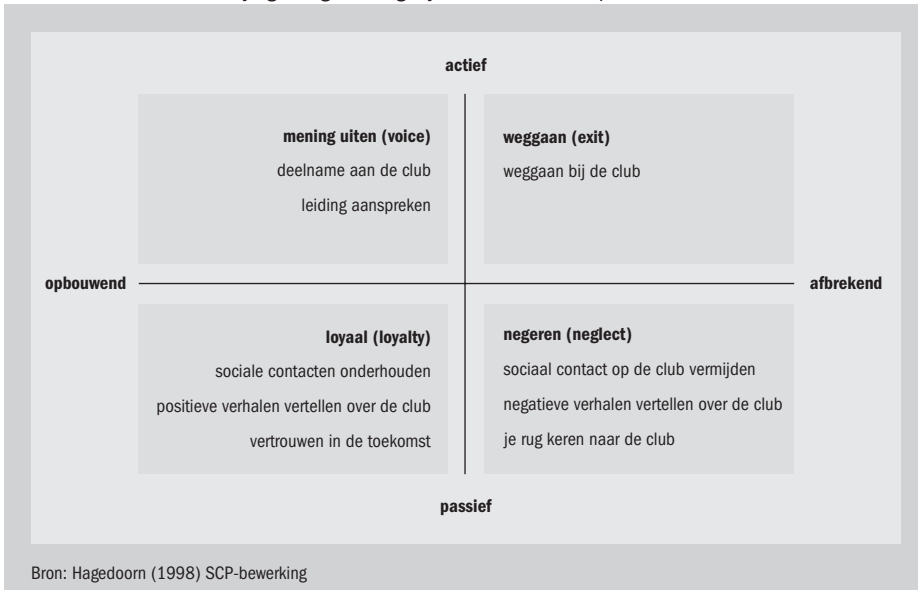 actief
mening uiten (voice)
deelname aan de club
leiding aanspreken
weggaan (exit)
weggaan bij de club
opbouwend
afbrekend
loyaal (loyalty)
sociale contacten onderhouden
positieve verhalen vertellen over de club
vertrouwen in de toekomst
negeren (neglect)
sociaal contact op de club vermijden
negatieve verhalen vertellen over de club
je rug keren naar de club
passief
Bron: Hagedoorn (1998) SCP-bewerking